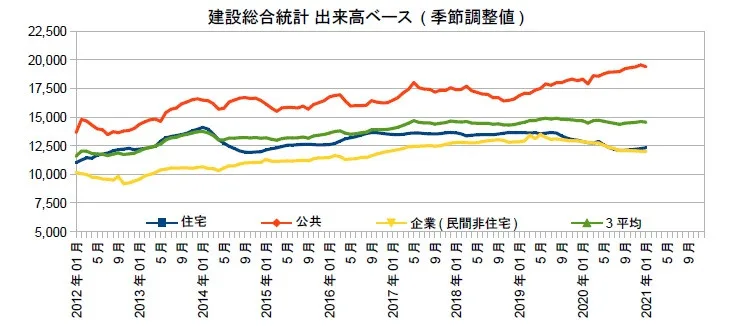 建設総合統計 出来高ベース ( 季節調整値 )
22,500
20,000
17,500
15,000
12,500
10,000
7,500
5,000
住宅 公共 企業 ( 民間非住宅 ) 3 平均
2012 年 01 月
5 月
9 月
2013 年 01 月
5 月
9 月
2014 年 01 月
5 月
9 月
2015 年 01 月
5 月
9 月
2016 年 01 月
5 月
9 月
2017 年 01 月
5 月
9 月
2018 年 01 月
5 月
9 月
2019 年 01 月
5 月
9 月
2020 年 01 月
5 月
9 月
2021 年 01 月
5 月
9 月